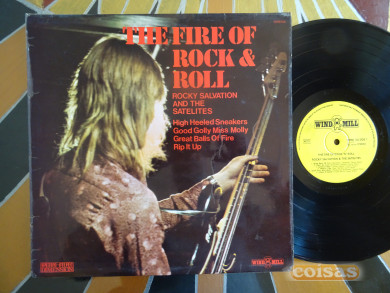 THE FIRE OF
ROCK &
ROLL
ROCKY SALVATION
AND THE
SATELITES
High Heeled Sneakers
Good Golly Miss Molly
Great Balls Of Fire
Rip It Up
WIND MILL
WIND MILL
coisas